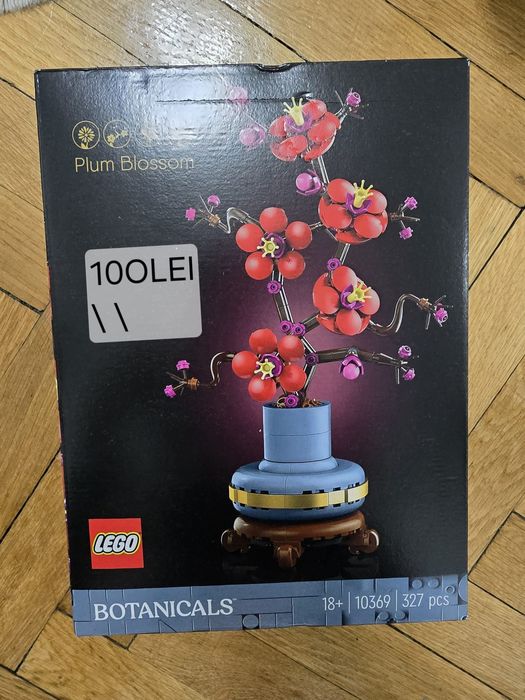 Plum Blossom
100LEI
\ \
LEGO
BOTANICALS
18+ | 10369 | 327 pcs